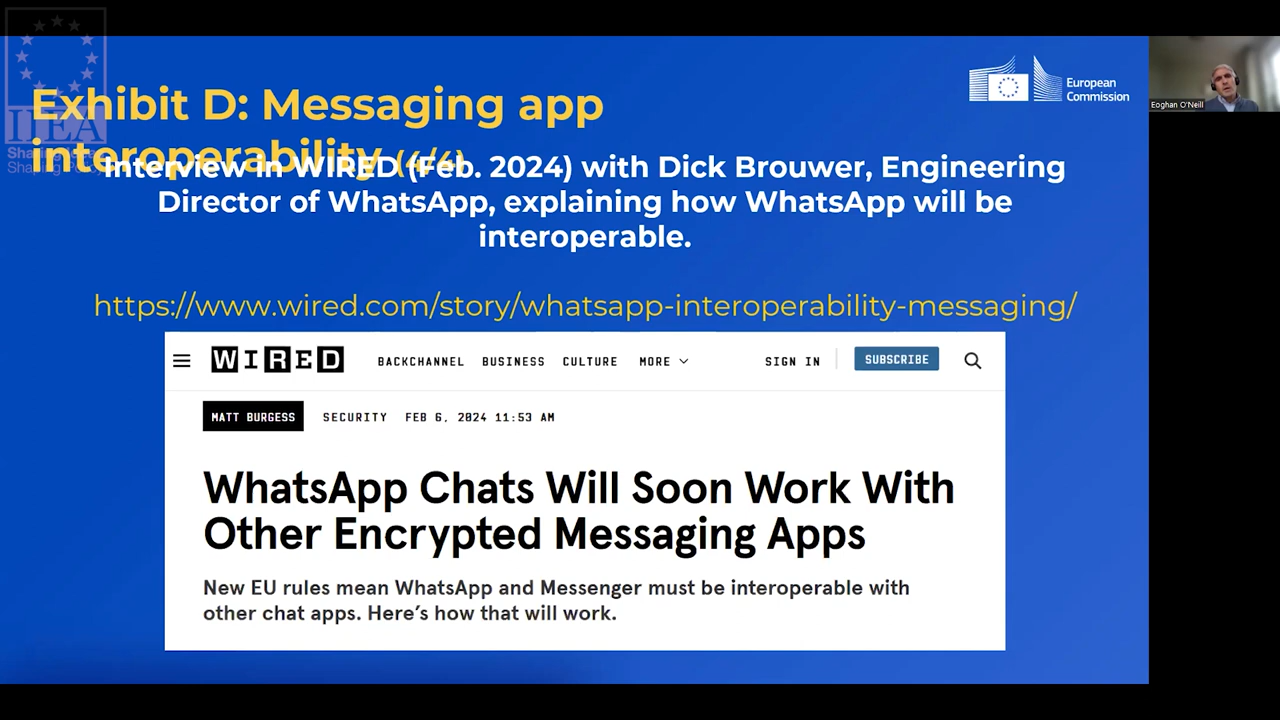 Exhibit D: Messaging app
interoperability (4/4)
Interview in WIRED (Feb. 2024) with Dick Brouwer, Engineering
Director of WhatsApp, explaining how WhatsApp will be
interoperable.
https://www.wired.com/story/whatsapp-interoperability-messaging/
WIRED
BACKCHANNEL BUSINESS CULTURE MORE
SIGN IN
SUBSCRIBE
MATT BURGESS SECURITY FEB 6, 2024 11:53 AM
WhatsApp Chats Will Soon Work With
Other Encrypted Messaging Apps
New EU rules mean WhatsApp and Messenger must be interoperable with
other chat apps. Here's how that will work.
European
Commission
Eoghan O'Neill
IIEA
Sharing
Shaping